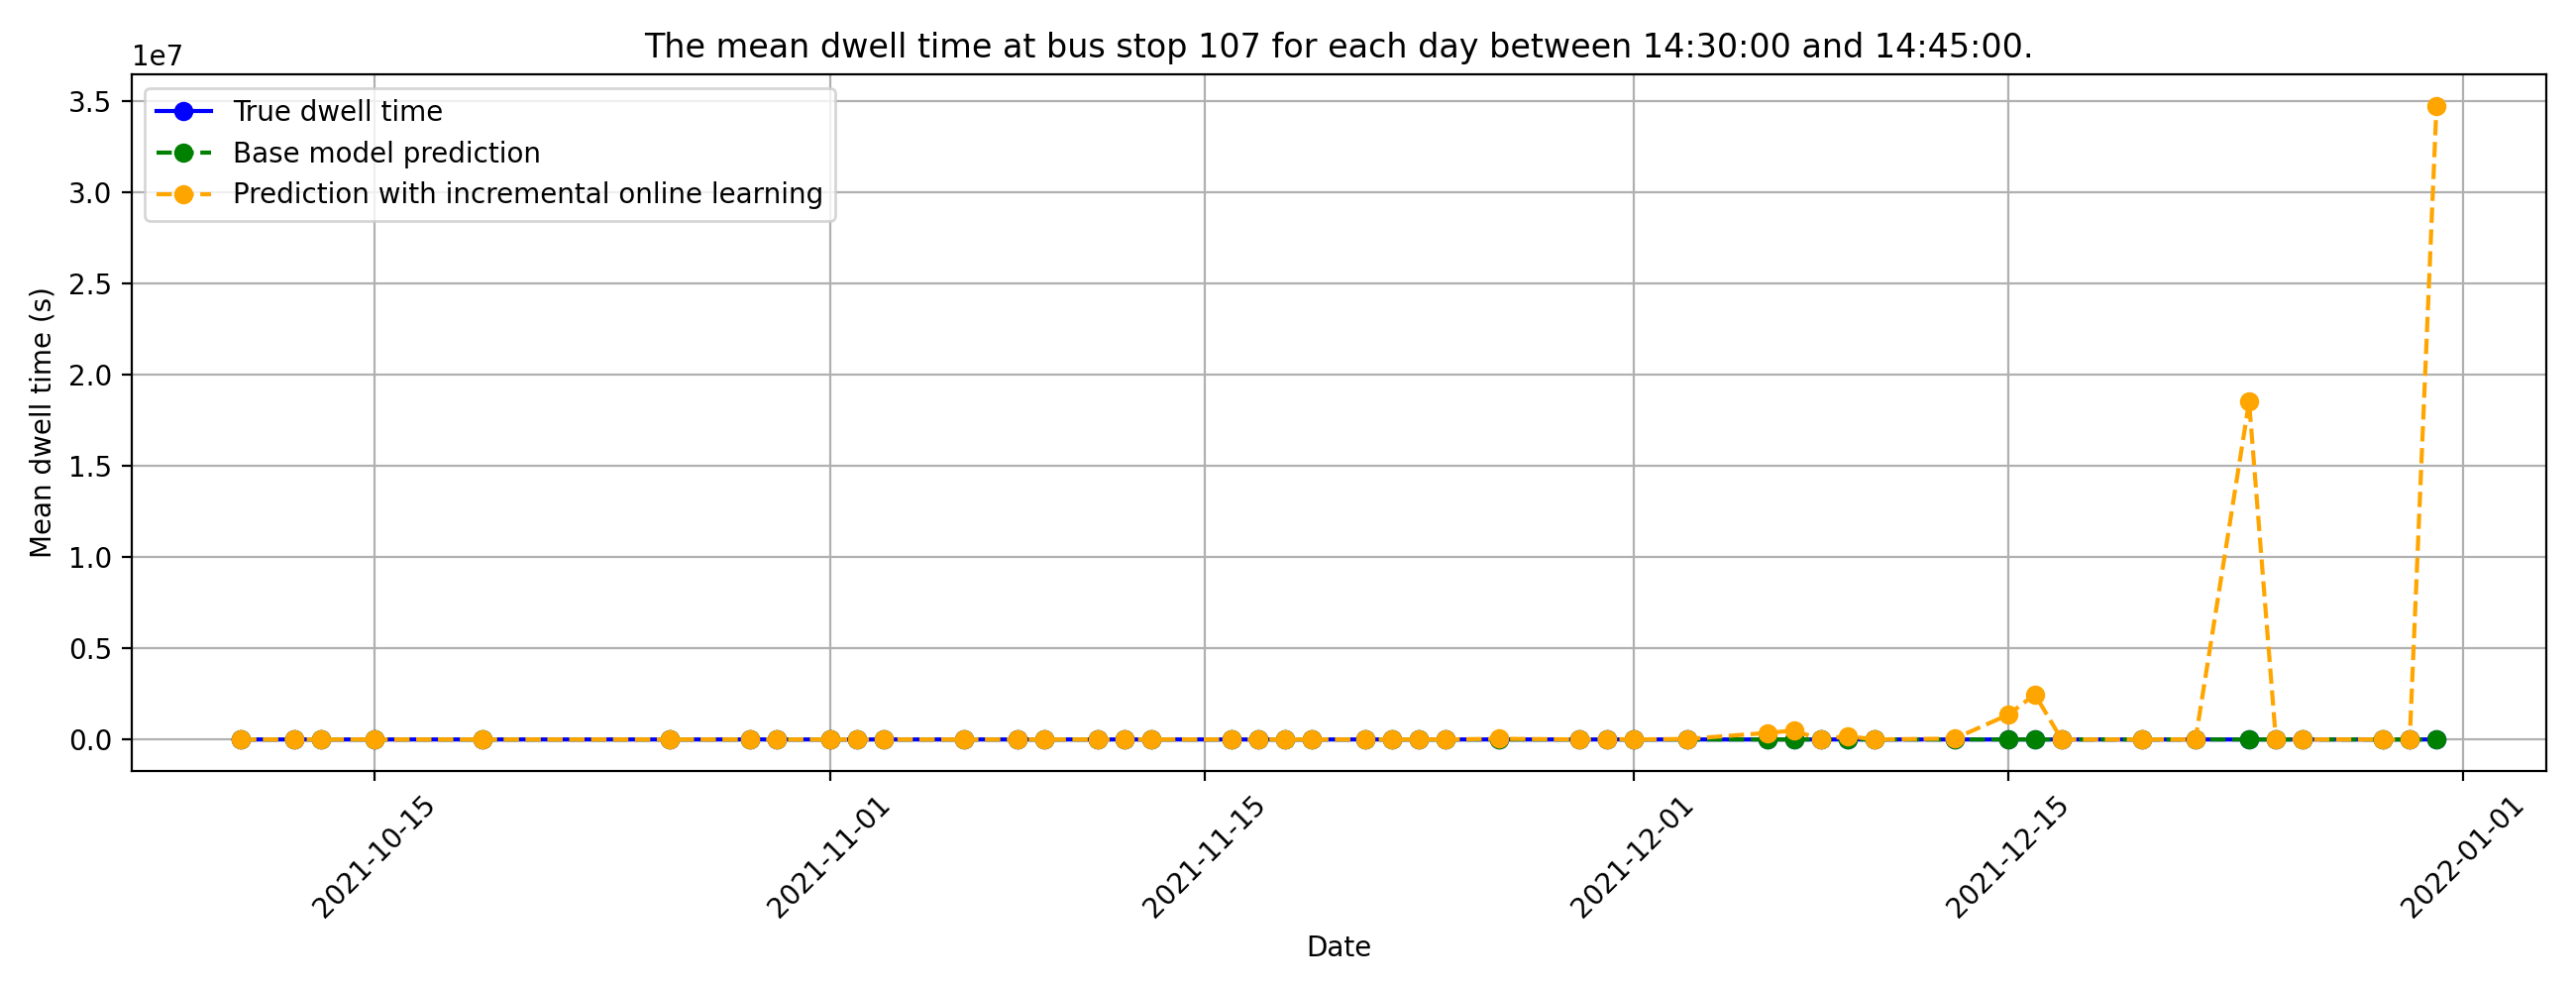 The mean dwell time at bus stop 107 for each day between 14:30:00 and 14:45:00.
1e7
3.5
3.0
2.5
2.0
1.5
1.0
0.5
0.0
Mean dwell time (s)
True dwell time
Base model prediction
Prediction with incremental online learning
2021-10-15
2021-11-01
2021-11-15
2021-12-01
2021-12-15
2022-01-01
Date